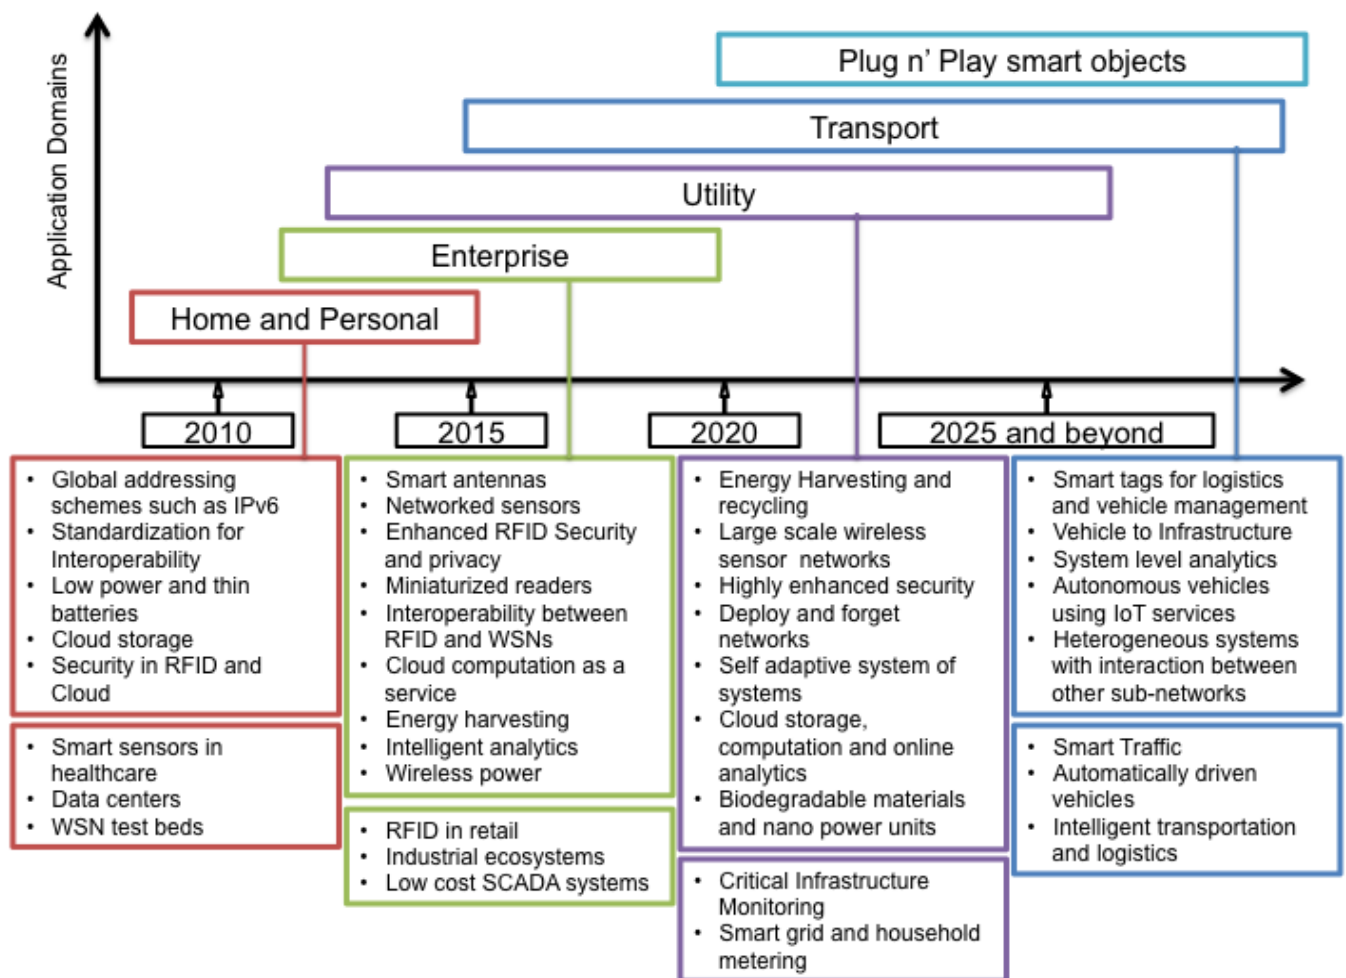 Application Domains
Plug n' Play smart objects
Transport
Utility
Enterprise
Home and Personal
2010
2015
2020
2025 and beyond
• Global addressing
schemes such as IPv6
• Standardization for
Interoperability
• Low power and thin
batteries
• Cloud storage
• Security in RFID and
Cloud
• Smart sensors in
healthcare
• Data centers
• WSN test beds
• Smart antennas
• Networked sensors
• Enhanced RFID Security
and privacy
• Miniaturized readers
• Interoperability between
RFID and WSNs
• Cloud computation as a
service
• Energy harvesting
• Intelligent analytics
• Wireless power
• RFID in retail
• Industrial ecosystems
• Low cost SCADA systems
• Energy Harvesting and
recycling
• Large scale wireless
sensor networks
• Highly enhanced security
• Deploy and forget
networks
• Self adaptive system of
systems
• Cloud storage,
computation and online
analytics
• Biodegradable materials
and nano power units
• Critical Infrastructure
Monitoring
• Smart grid and household
metering
• Smart tags for logistics
and vehicle management
• Vehicle to Infrastructure
• System level analytics
• Autonomous vehicles
using IoT services
• Heterogeneous systems
with interaction between
other sub-networks
• Smart Traffic
• Automatically driven
vehicles
• Intelligent transportation
and logistics